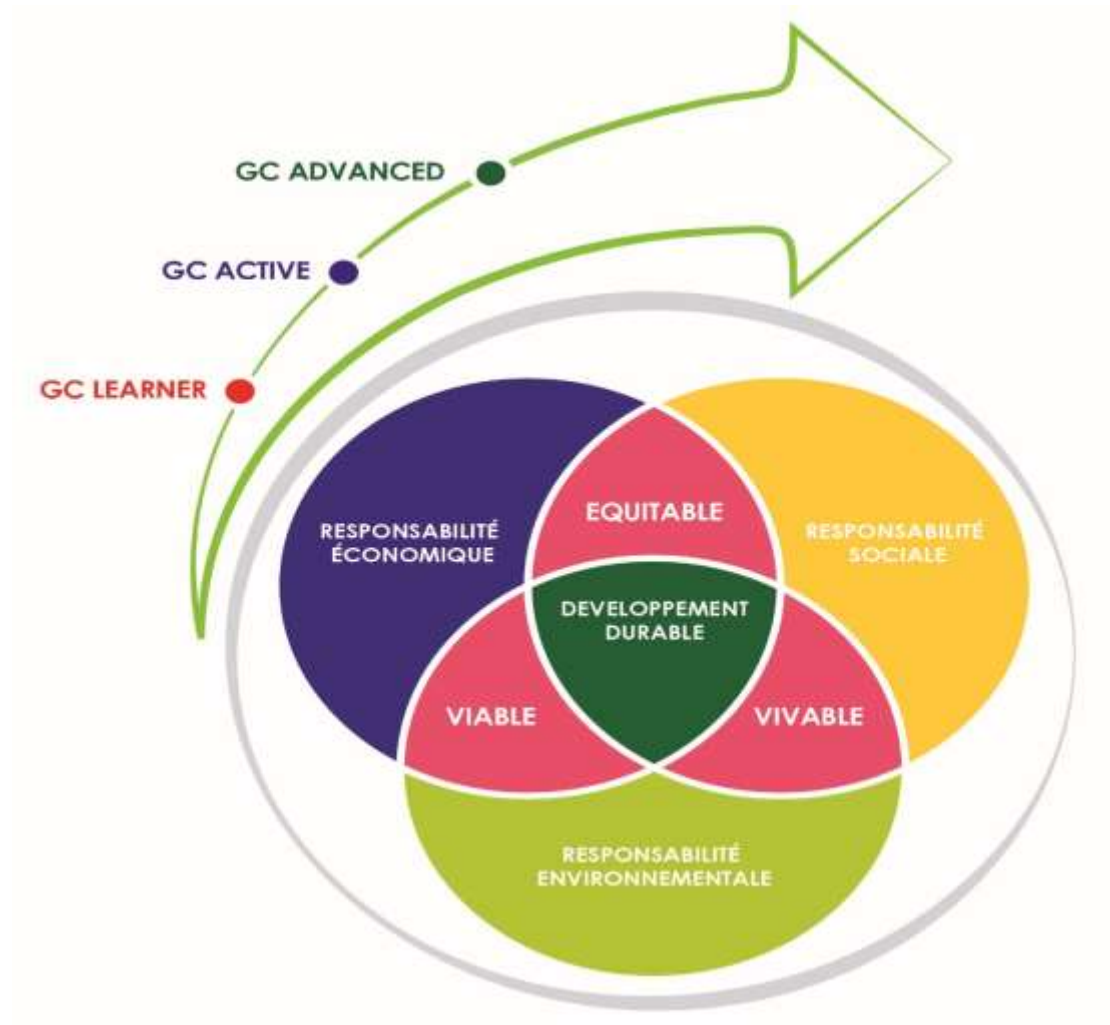 GC ADVANCED
GC ACTIVE
GC LEARNER
RESPONSABILITÉ
ÉCONOMIQUE
EQUITABLE
RESPONSABILITÉ
SOCIALE
DEVELOPPEMENT
DURABLE
VIABLE
VIVABLE
RESPONSABILITÉ
ENVIRONNEMENTALE